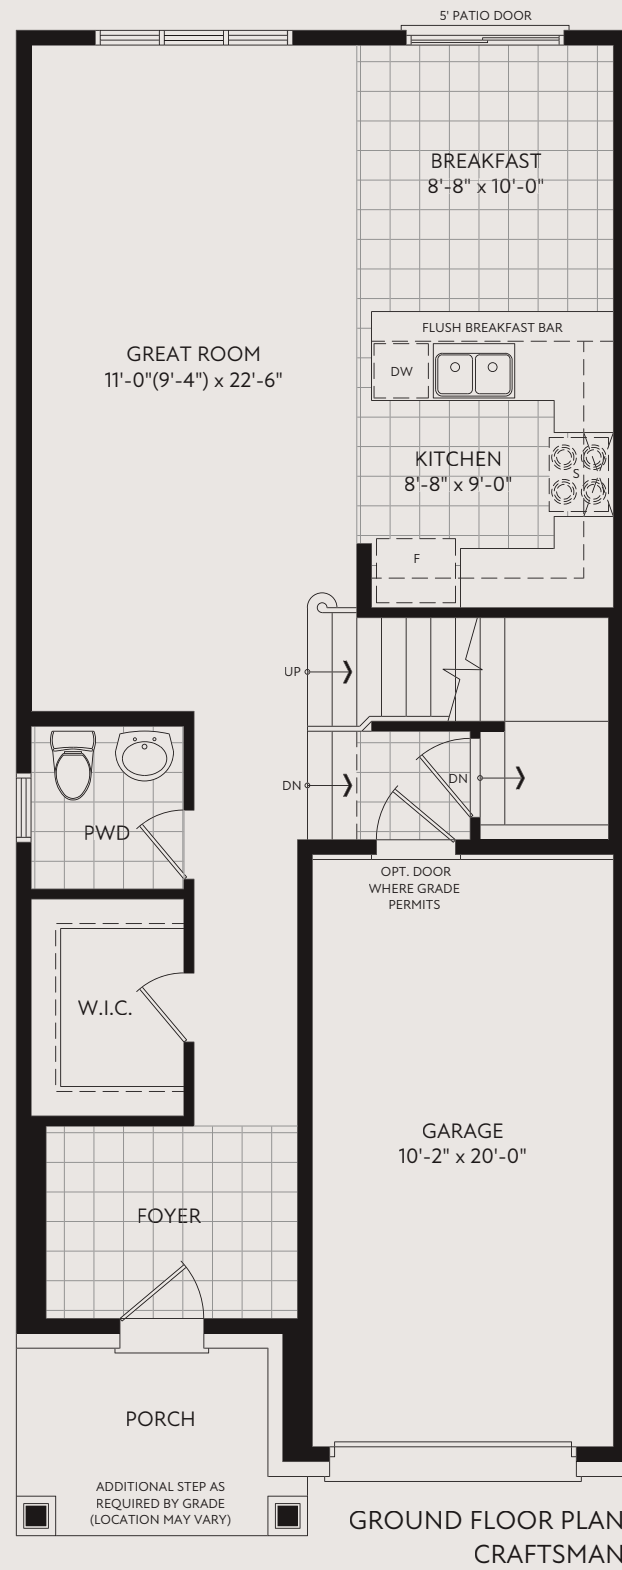 5' PATIO DOOR
BREAKFAST
8'-8" x 10'-0"
FLUSH BREAKFAST BAR
GREAT ROOM
11'-0"(9'-4") x 22'-6"
DW
KITCHEN
8'-8" x 9'-0"
S
F
UP
DN
DN
PWD
OPT. DOOR
WHERE GRADE
PERMITS
W.I.C.
GARAGE
10'-2" x 20'-0"
FOYER
PORCH
ADDITIONAL STEP AS
REQUIRED BY GRADE
(LOCATION MAY VARY)
GROUND FLOOR PLAN
CRAFTSMAN